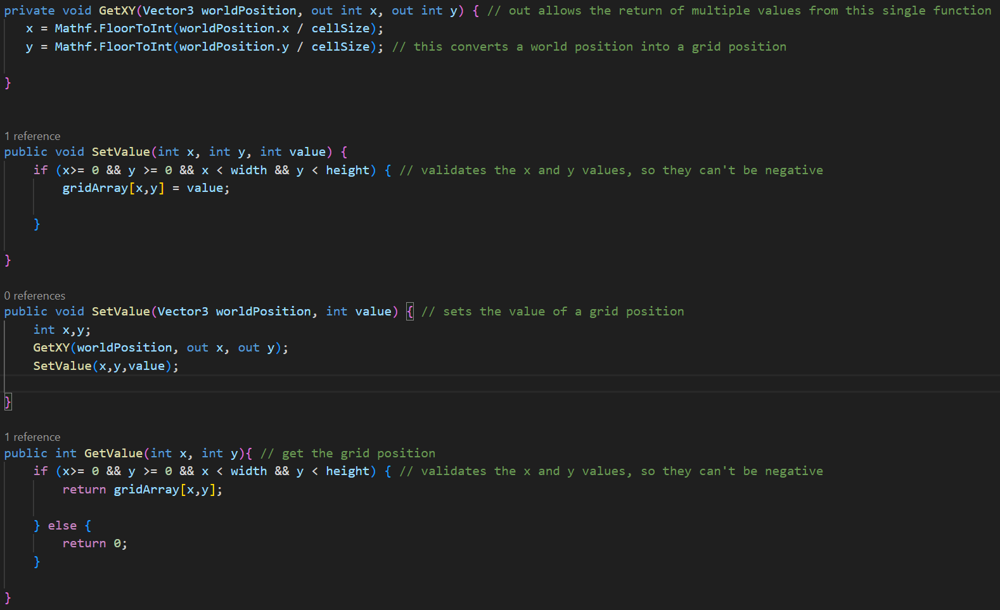 private void GetXY(Vector3 worldPosition, out int x, out int y) { // out allows the return of multiple values from this single function
x = Mathf.FloorToInt(worldPosition.x / cellSize);
y = Mathf.FloorToInt(worldPosition.y / cellSize); // this converts a world position into a grid position
}
1 reference
public void SetValue(int x, int y, int value) {
if (x>= 0 && y >= 0 && x < width && y < height) { // validates the x and y values, so they can't be negative
gridArray[x,y] = value;
}
}
0 references
public void SetValue(Vector3 worldPosition, int value) { // sets the value of a grid position
int x,y;
GetXY(worldPosition, out x, out y);
SetValue(x,y,value);
}
1 reference
public int GetValue(int x, int y){ // get the grid position
if (x>= 0 && y >= 0 && x < width && y < height) { // validates the x and y values, so they can't be negative
return gridArray[x,y];
} else {
return 0;
}
}